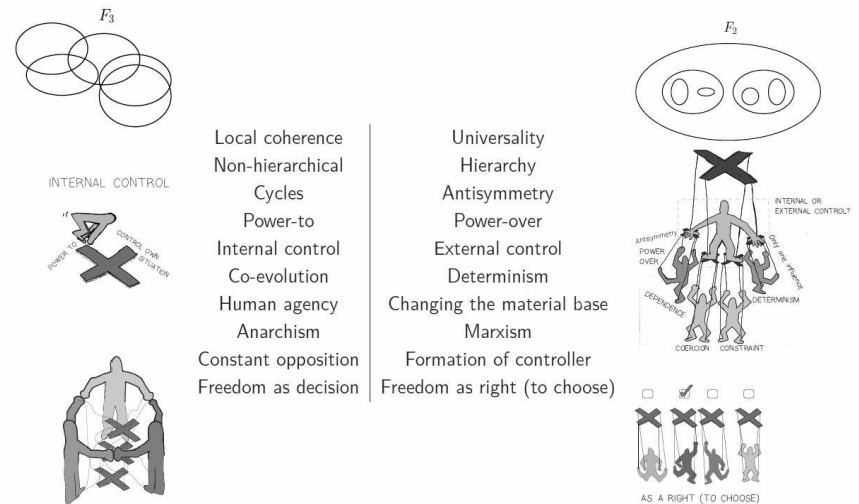 F₃
INTERNAL CONTROL
POWER TO
CONTROL OWN
SITUATION
Local coherence
Non-hierarchical
Cycles
Power-to
Internal control
Co-evolution
Human agency
Anarchism
Constant opposition
Freedom as decision
Universality
Hierarchy
Antisymmetry
Power-over
External control
Determinism
Changing the material base
Marxism
Formation of controller
Freedom as right (to choose)
F₂
INTERNAL OR
EXTERNAL CONTROL?
Antisymmetry
POWER
OVER
Only one influence
DEPENDENCE
DETERMINISM
COERCION
CONSTRAINT
AS A RIGHT (TO CHOOSE)